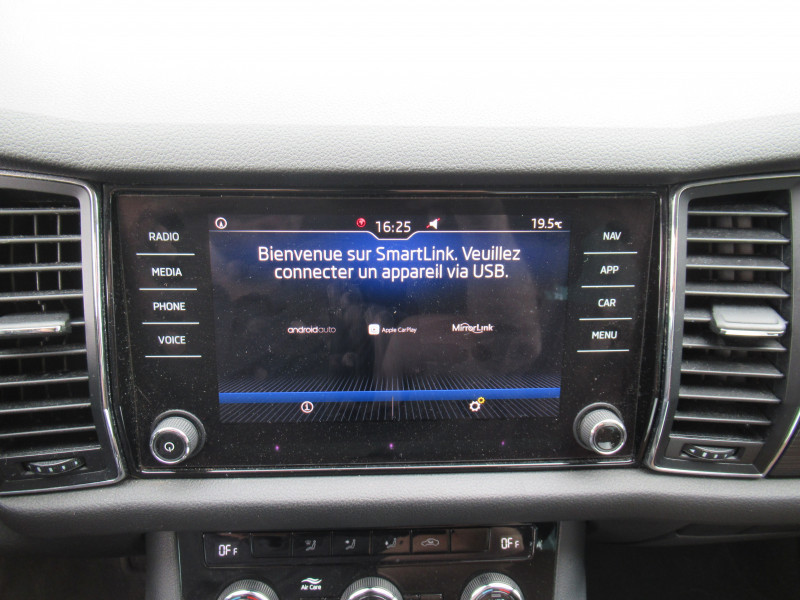 16:25
19.5°C
RADIO
MEDIA
PHONE
VOICE
Bienvenue sur SmartLink. Veuillez
connecter un appareil via USB.
androidauto
Apple CarPlay
MirrorLink
NAV
APP
CAR
MENU
OFF
OFF
Air Care